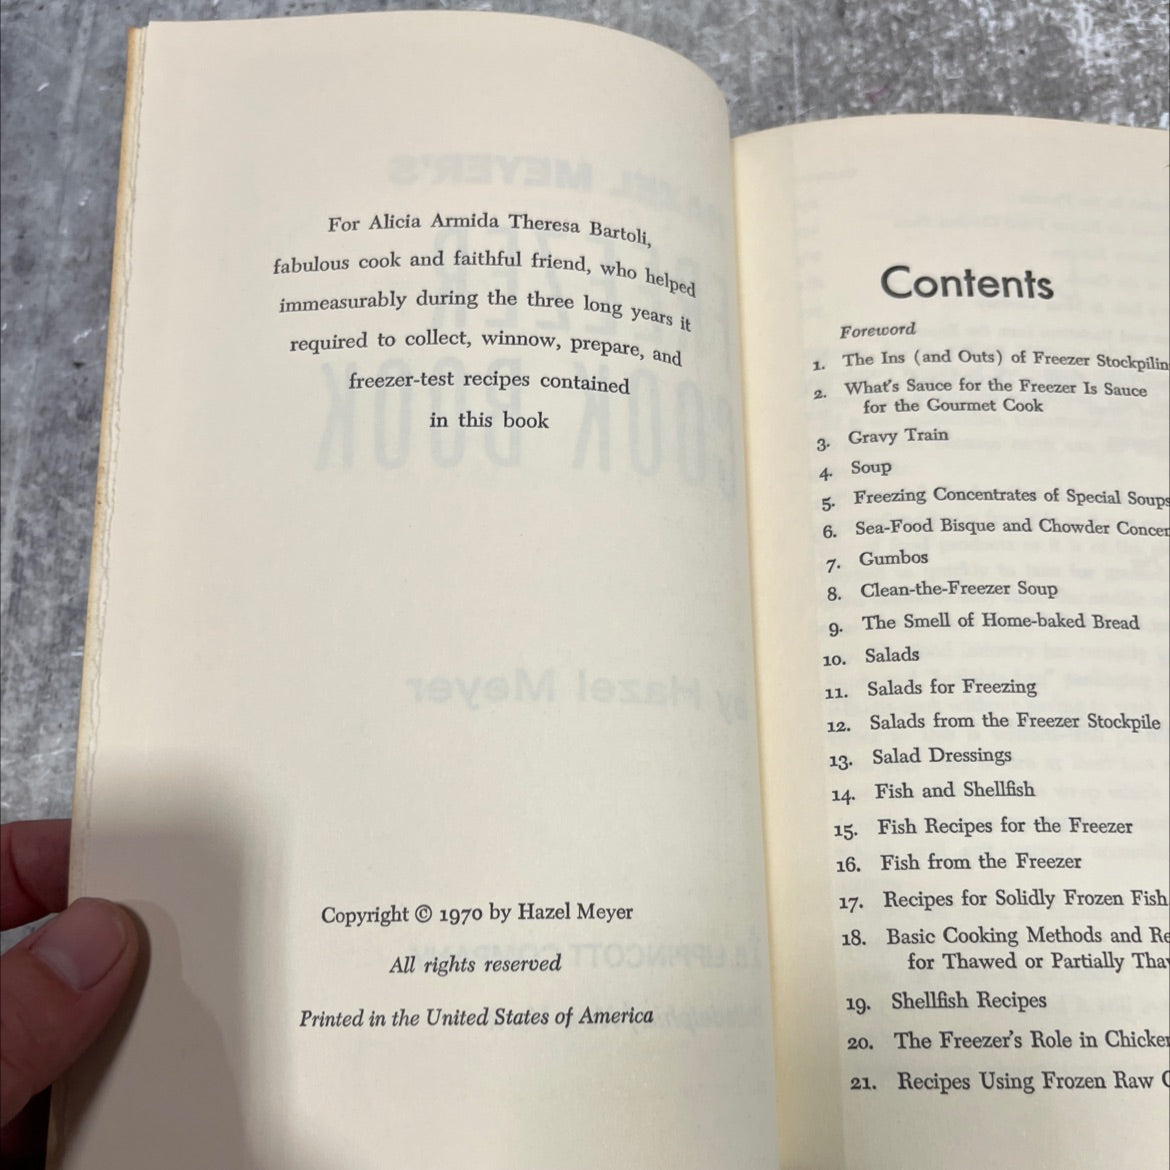 For Alicia Armida Theresa Bartoli,
fabulous cook and faithful friend, who helped
immeasurably during the three long years it
required to collect, winnow, prepare, and
freezer-test recipes contained
in this book
Copyright © 1970 by Hazel Meyer
All rights reserved
Printed in the United States of America
Contents
Foreword
1. The Ins (and Outs) of Freezer Stockpilin
2. What's Sauce for the Freezer Is Sauce
for the Gourmet Cook
3. Gravy Train
4. Soup
5. Freezing Concentrates of Special Soups
6. Sea-Food Bisque and Chowder Concen
7. Gumbos
8. Clean-the-Freezer Soup
9. The Smell of Home-baked Bread
10. Salads
11. Salads for Freezing
12. Salads from the Freezer Stockpile
13. Salad Dressings
14. Fish and Shellfish
15. Fish Recipes for the Freezer
16. Fish from the Freezer
17. Recipes for Solidly Frozen Fish
18. Basic Cooking Methods and Re
for Thawed or Partially Thaw
19. Shellfish Recipes
20. The Freezer's Role in Chicken
21. Recipes Using Frozen Raw C